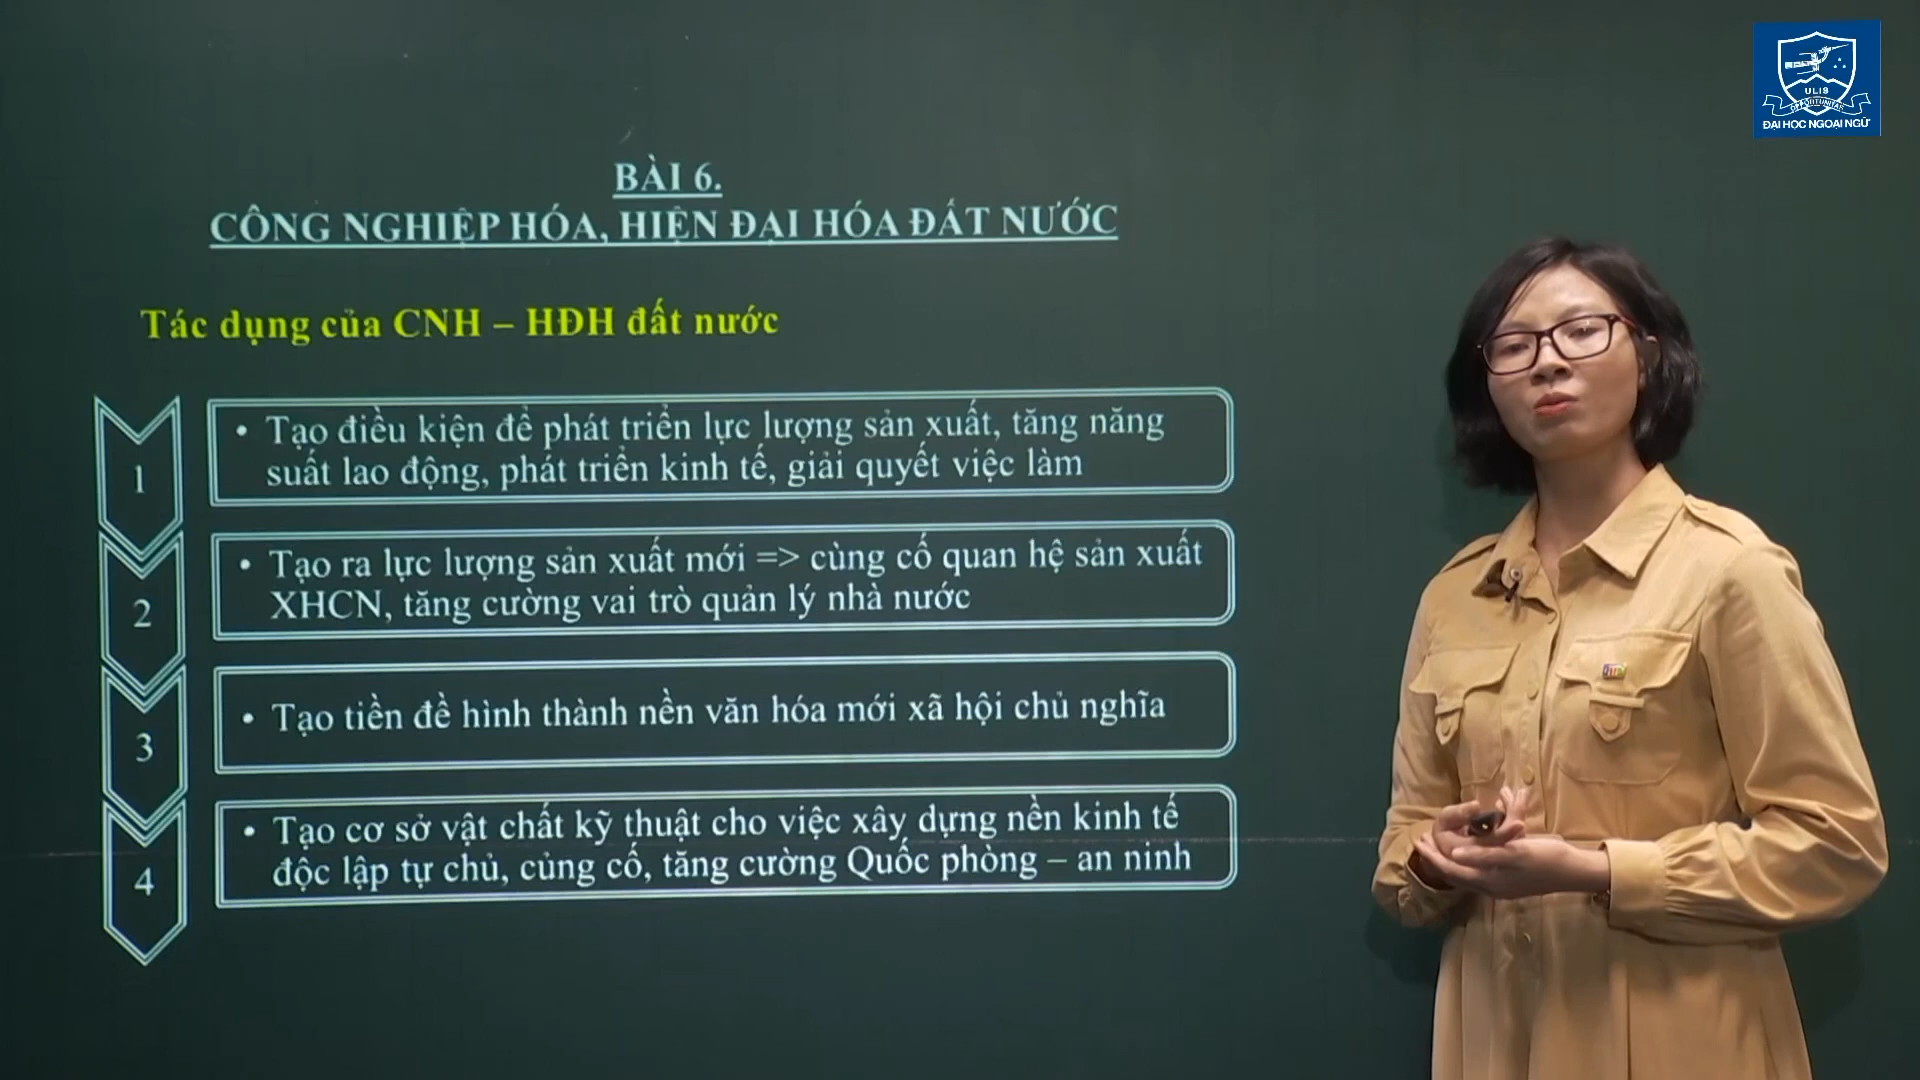 ULIS
OPPORTUNITAS
ĐẠI HỌC NGOẠI NGỮ
BÀI 6.
CÔNG NGHIỆP HÓA, HIỆN ĐẠI HÓA ĐẤT NƯỚC
Tác dụng của CNH – HĐH đất nước
1
• Tạo điều kiện để phát triển lực lượng sản xuất, tăng năng
suất lao động, phát triển kinh tế, giải quyết việc làm
2
• Tạo ra lực lượng sản xuất mới => cùng cố quan hệ sản xuất
XHCN, tăng cường vai trò quản lý nhà nước
3
• Tạo tiền đề hình thành nền văn hóa mới xã hội chủ nghĩa
4
• Tạo cơ sở vật chất kỹ thuật cho việc xây dựng nền kinh tế
độc lập tự chủ, củng cố, tăng cường Quốc phòng – an ninh